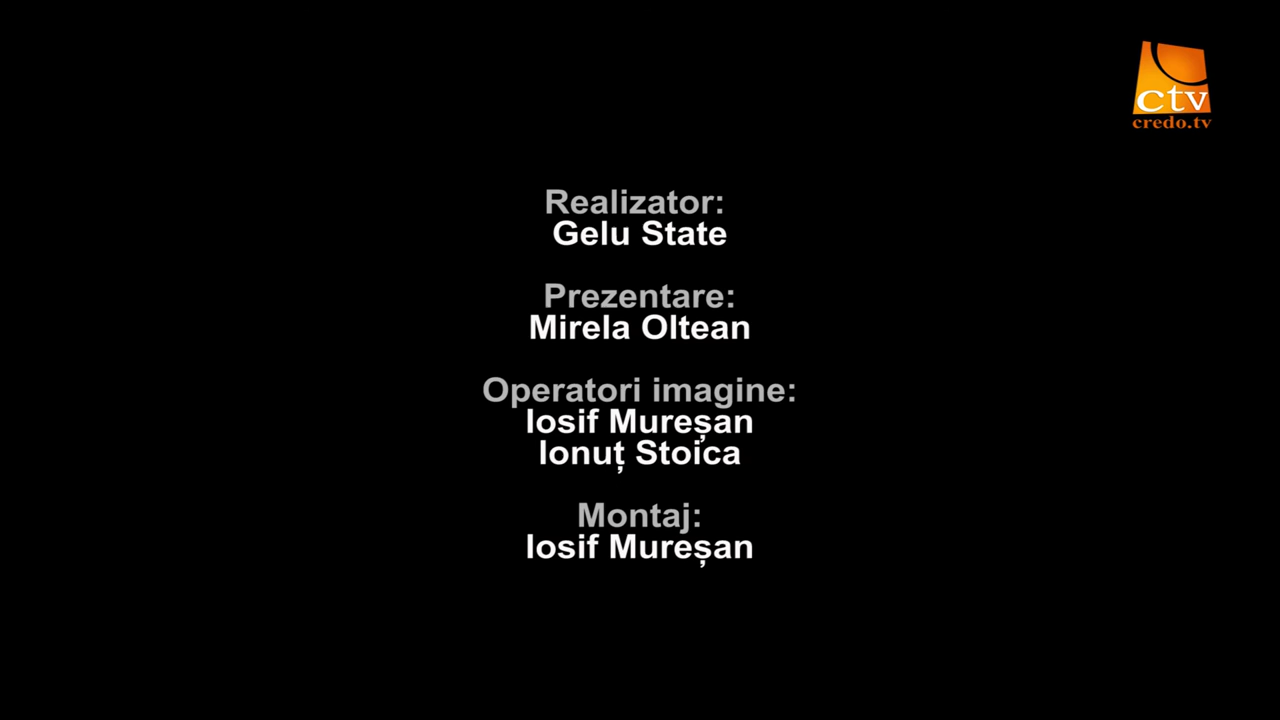 ctv
credo.tv
Realizator:
Gelu State
Prezentare:
Mirela Oltean
Operatori imagine:
Iosif Mureșan
Ionuț Stoica
Montaj:
Iosif Mureșan